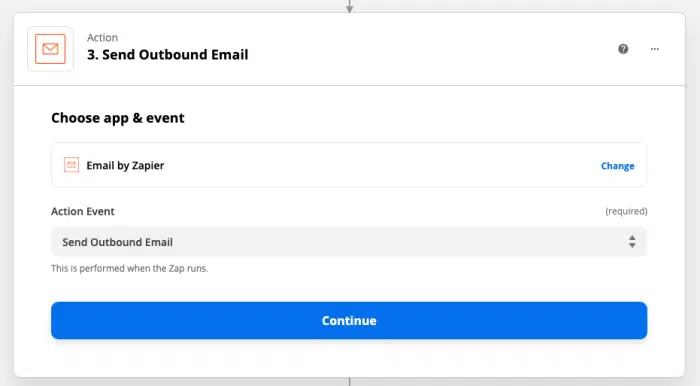 Action
3. Send Outbound Email
Choose app & event
Email by Zapier
Change
Action Event
(required)
Send Outbound Email
This is performed when the Zap runs.
Continue